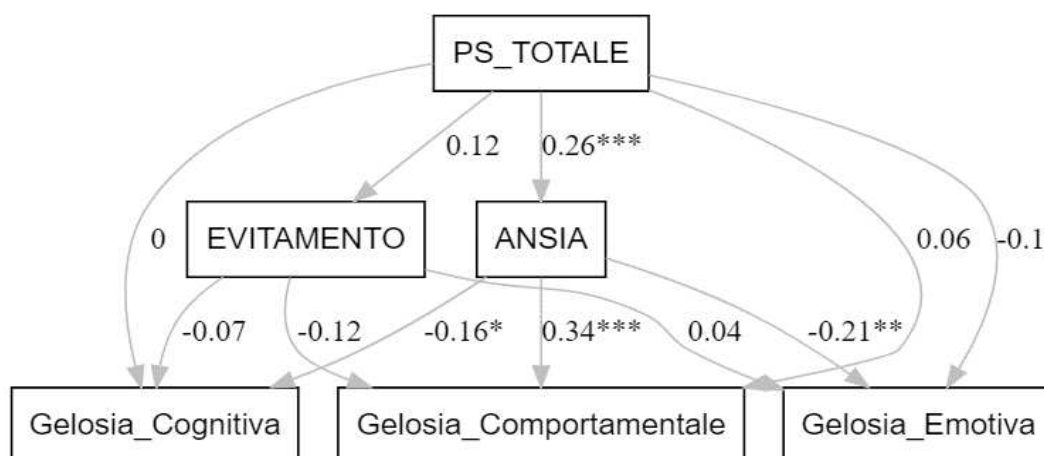 PS_TOTALE
0.12
0.26***
EVITAMENTO
ANSIA
0
0.06
-0.1
-0.07
-0.12
-0.16*
0.34***
0.04
-0.21**
Gelosia_Cognitiva
Gelosia_Comportamentale
Gelosia_Emotiva